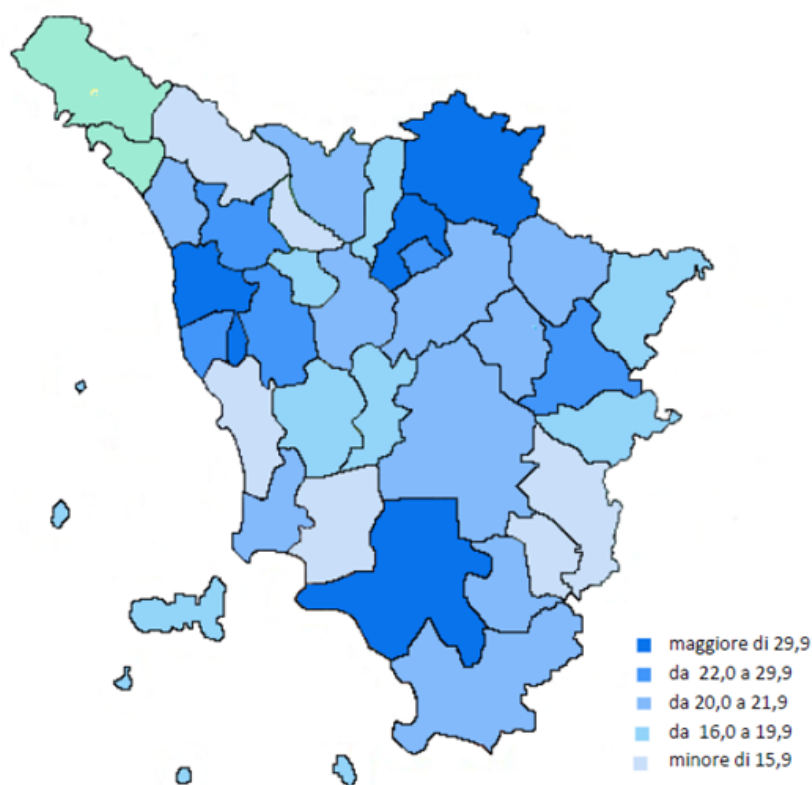 maggiore di 29,9
da 22,0 a 29,9
da 20,0 a 21,9
da 16,0 a 19,9
minore di 15,9